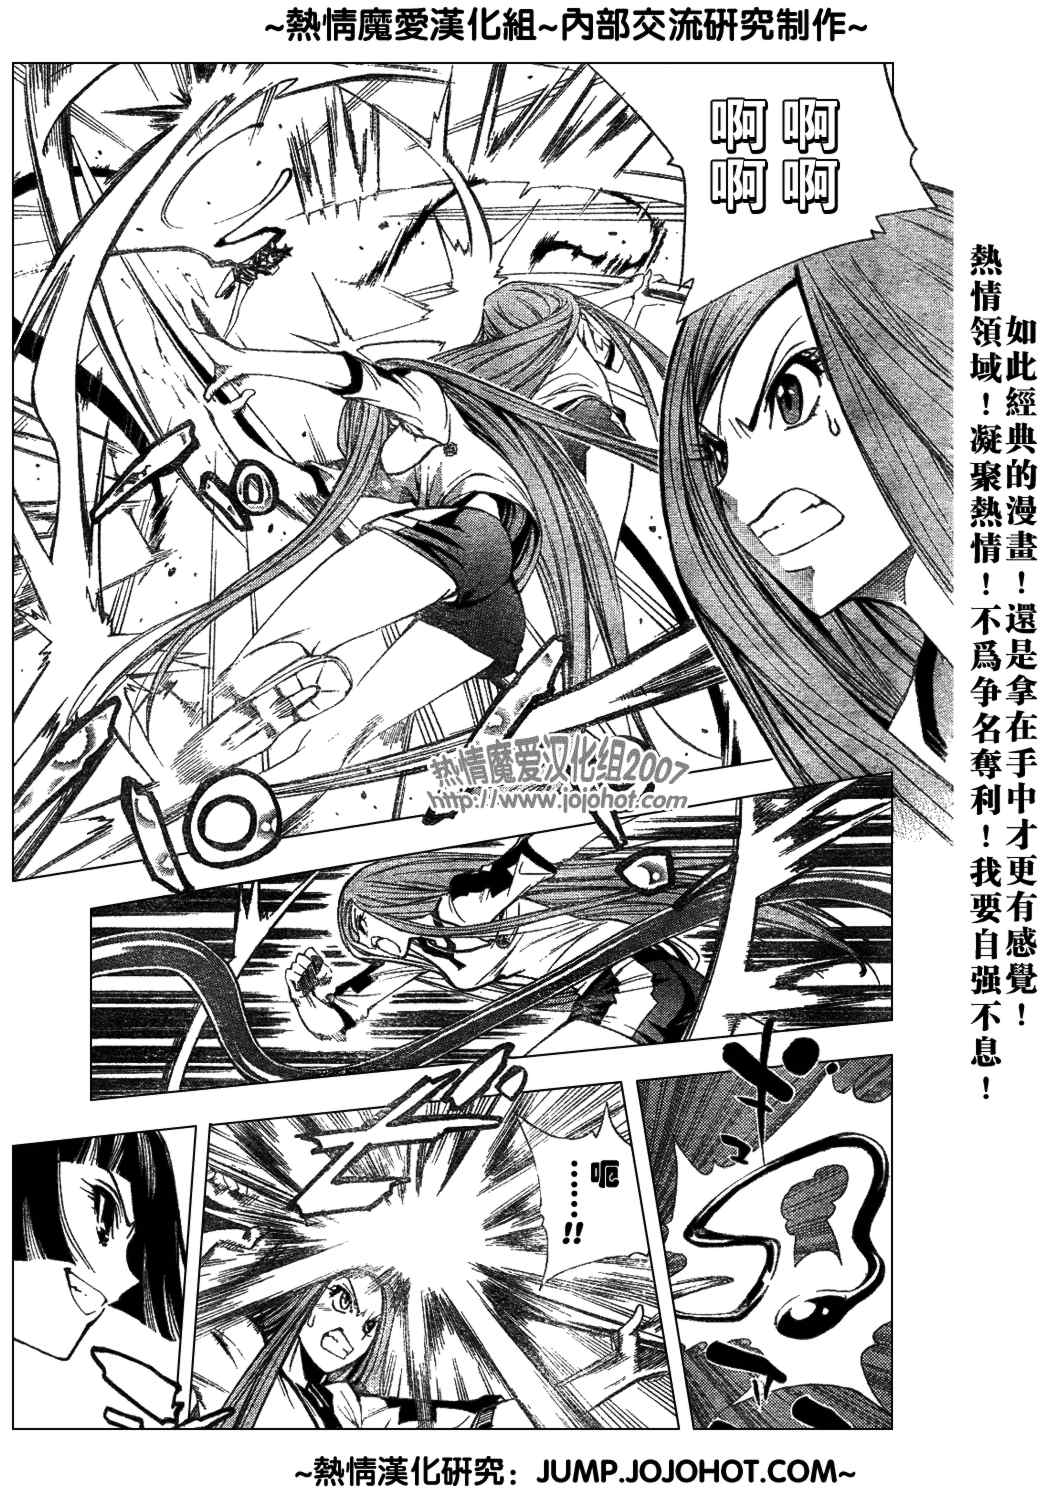 ~熱情魔愛漢化組~內部交流研究制作~
啊啊
啊啊
如此經典的漫畫！還是拿在手中才更有感覺！
熱情領域！凝聚熱情！不爲争名奪利！我要自强不息！
热情魔爱汉化组2007
http://www.jojohot.com
呃……!!
~熱情漢化研究：JUMP.JOJOHOT.COM~